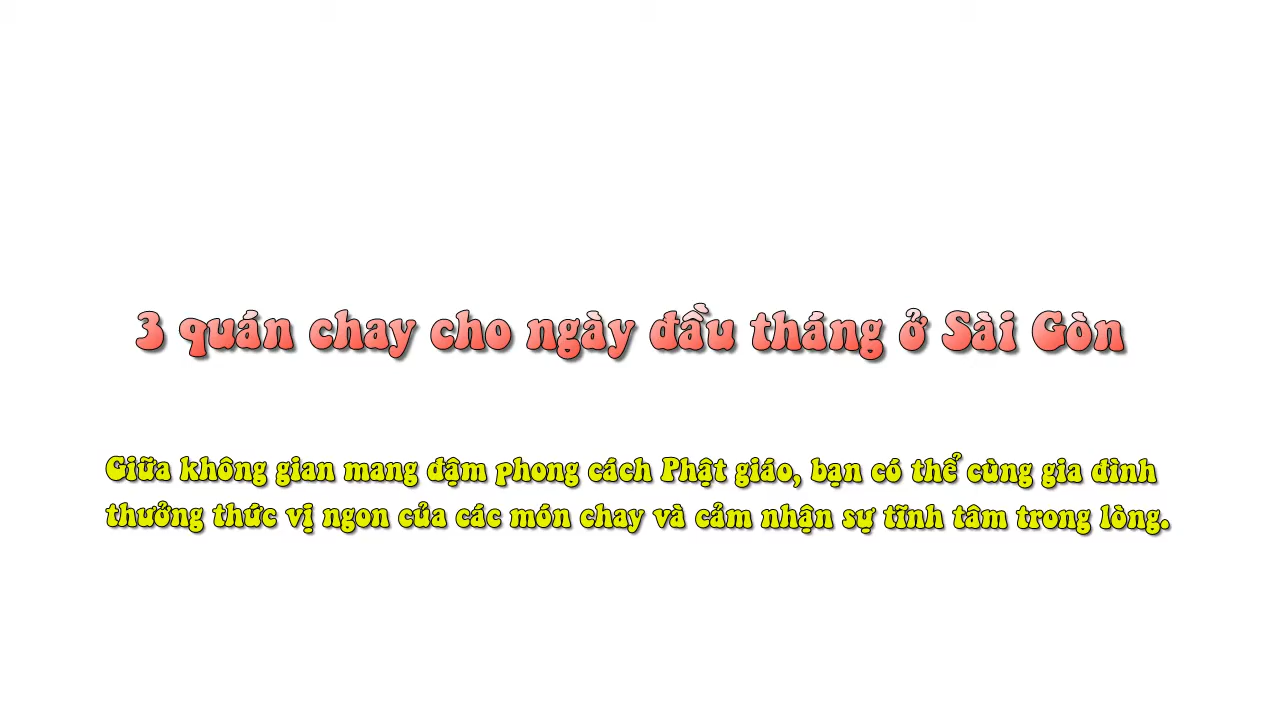 3 quán chay cho ngày đầu tháng ở Sài Gòn
Giữa không gian mang đậm phong cách Phật giáo, bạn có thể cùng gia đình
thưởng thức vị ngon của các món chay và cảm nhận sự tĩnh tâm trong lòng.